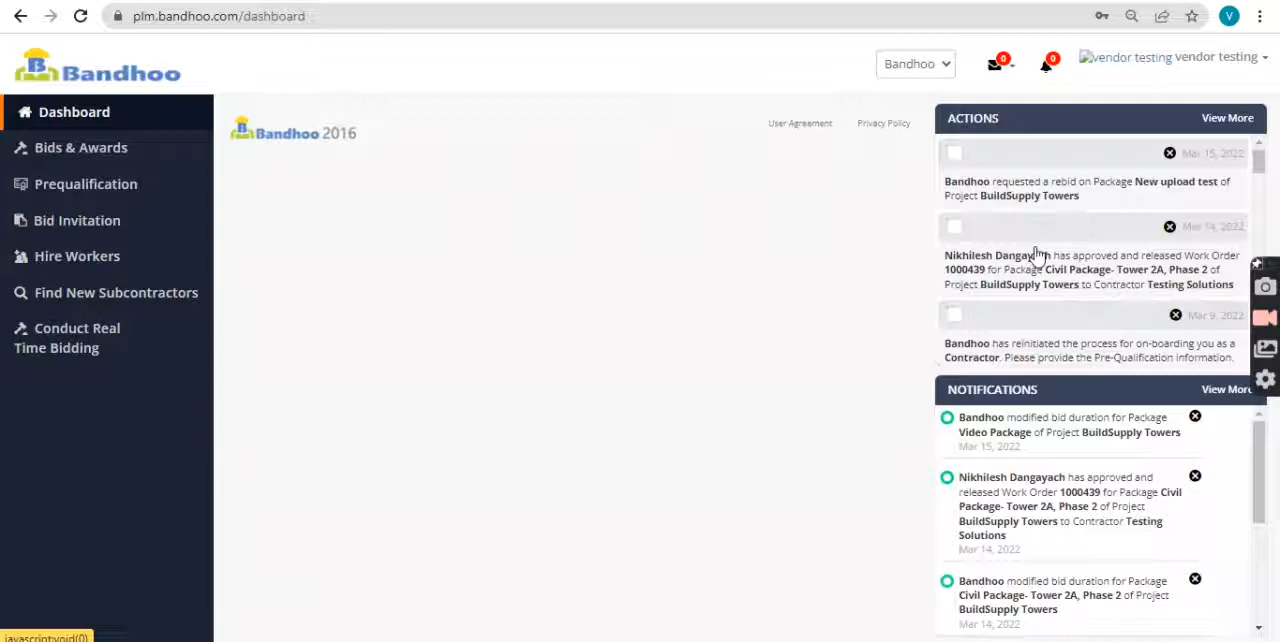 plm.bandhoo.com/dashboard
V
Bandhoo
Bandhoo
0
0
vendor testing vendor testing
Dashboard
Bids & Awards
Prequalification
Bid Invitation
Hire Workers
Find New Subcontractors
Conduct Real
Time Bidding
Bandhoo 2016
User Agreement
Privacy Policy
ACTIONS
View More
Mar 15, 2022
Bandhoo requested a rebid on Package New upload test of
Project BuildSupply Towers
Mar 14, 2022
Nikhilesh Dangayach has approved and released Work Order
1000439 for Package Civil Package- Tower 2A, Phase 2 of
Project BuildSupply Towers to Contractor Testing Solutions
Mar 9, 2022
Bandhoo has reinitiated the process for on-boarding you as a
Contractor. Please provide the Pre-Qualification information.
NOTIFICATIONS
View More
Bandhoo modified bid duration for Package
Video Package of Project BuildSupply Towers
Mar 15, 2022
Nikhilesh Dangayach has approved and
released Work Order 1000439 for Package Civil
Package- Tower 2A, Phase 2 of Project
BuildSupply Towers to Contractor Testing
Solutions
Mar 14, 2022
Bandhoo modified bid duration for Package
Civil Package- Tower 2A, Phase 2 of Project
BuildSupply Towers
Mar 14, 2022
javascript:void(0)